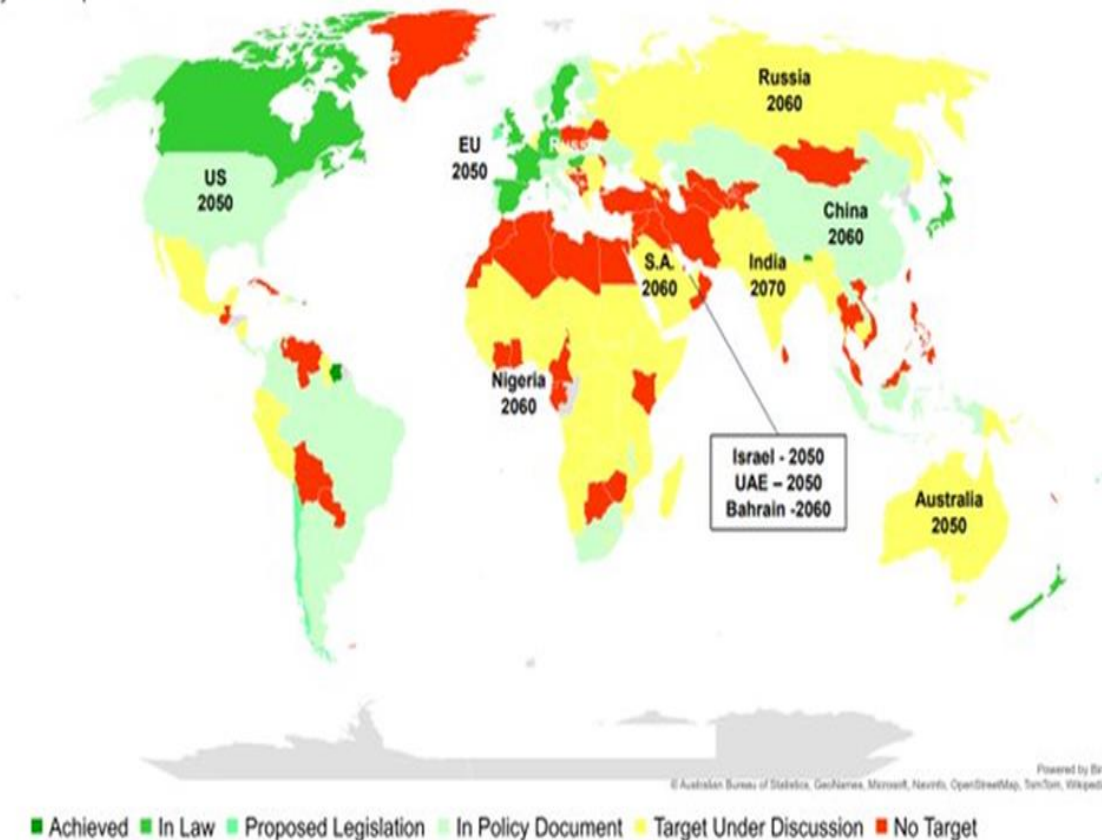 Russia
2060
EU
2050
US
2050
China
2060
S.A.
2060
India
2070
Nigeria
2060
Israel - 2050
UAE – 2050
Bahrain -2060
Australia
2050
Powered by Bin
© Australian Bureau of Statistics, GeoNames, Microsoft, Navinfo, OpenStreetMap, TomTom, Wikiped
Achieved In Law Proposed Legislation In Policy Document Target Under Discussion No Target